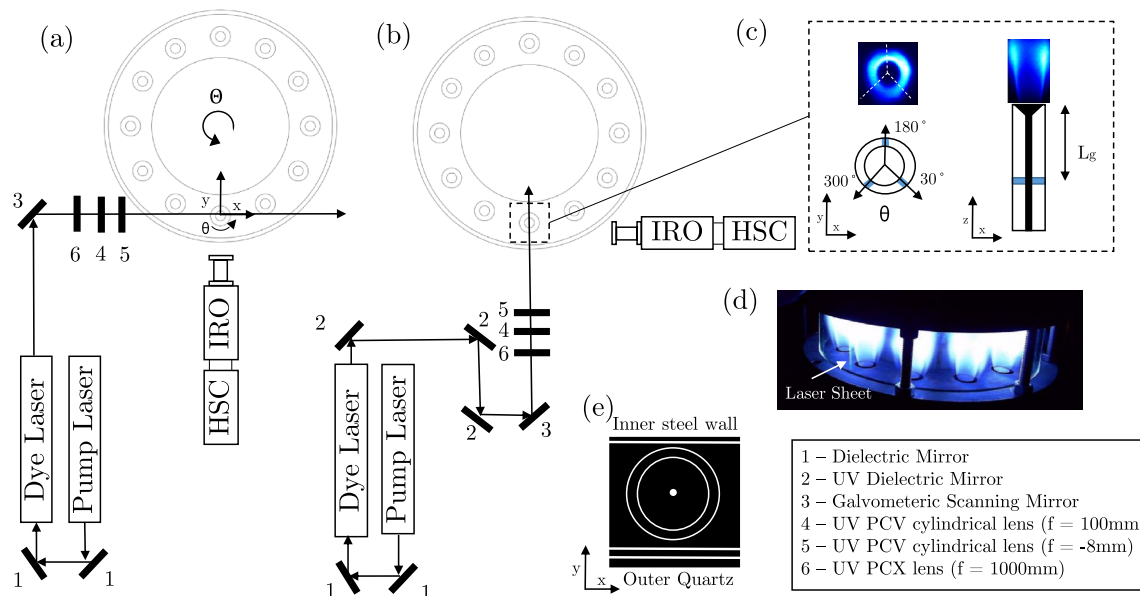 (a)
Θ
y
x
θ
3
6
4
5
IRO
HSC
Dye Laser
Pump Laser
1
1
(b)
2
2
5
4
6
2
3
Dye Laser
Pump Laser
1
1
IRO
HSC
(c)
180°
300°
30°
θ
y
x
Lg
z
x
(d)
Laser Sheet
(e)
Inner steel wall
y
x
Outer Quartz
1 – Dielectric Mirror
2 – UV Dielectric Mirror
3 – Galvometeric Scanning Mirror
4 – UV PCV cylindrical lens (f = 100mm
5 – UV PCV cylindrical lens (f = -8mm)
6 – UV PCX lens (f = 1000mm)